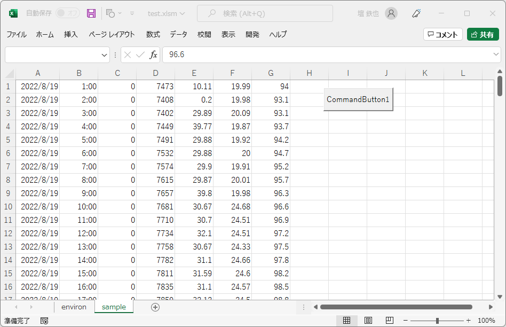 自動保存 オフ test.xlsm 検索 (Alt+Q)
ファイル ホーム 挿入 ページ レイアウト 数式 データ 校閲 表示 開発 ヘルプ コメント 共有
fx 96.6
A B C D E F G H I J K L
1 2022/8/19 1:00 0 7473 10.11 19.99 94 CommandButton1
2 2022/8/19 2:00 0 7408 0.2 19.98 93.1
3 2022/8/19 3:00 0 7402 29.89 20.09 93.1
4 2022/8/19 4:00 0 7449 39.77 19.87 93.7
5 2022/8/19 5:00 0 7491 29.88 19.92 94.2
6 2022/8/19 6:00 0 7532 29.88 20 94.7
7 2022/8/19 7:00 0 7574 29.9 19.91 95.2
8 2022/8/19 8:00 0 7615 29.87 20.01 95.7
9 2022/8/19 9:00 0 7657 39.8 19.98 96.3
10 2022/8/19 10:00 0 7681 30.67 24.68 96.6
11 2022/8/19 11:00 0 7710 30.7 24.51 96.9
12 2022/8/19 12:00 0 7734 32.1 24.51 97.2
13 2022/8/19 13:00 0 7758 30.67 24.33 97.5
14 2022/8/19 14:00 0 7782 31.1 24.66 97.8
15 2022/8/19 15:00 0 7811 31.59 24.6 98.2
16 2022/8/19 16:00 0 7835 31.1 24.57 98.5
17 2022/8/19 17:00 0 7859 32.12 24.5 98.8
environ sample
準備完了 100%